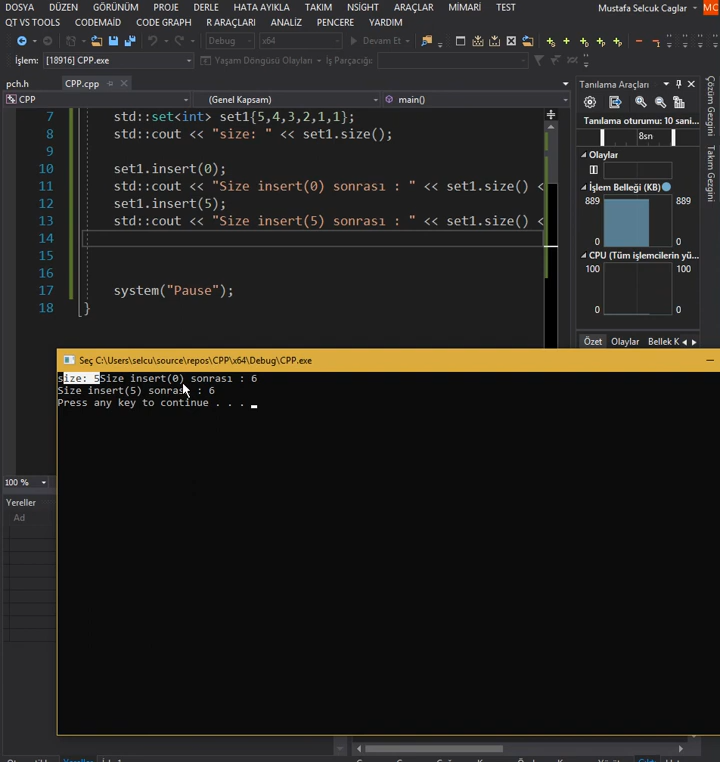 DOSYA DÜZEN GÖRÜNÜM PROJE DERLE HATA AYIKLA TAKIM NSİGHT ARAÇLAR MİMARİ TEST Mustafa Selcuk Caglar MC
QT VS TOOLS CODEMAID CODE GRAPH R ARAÇLARI ANALİZ PENCERE YARDIM
Debug x64 Devam Et
İşlem: [18916] CPP.exe Yaşam Döngüsü Olayları İş Parçacığı:
pch.h CPP.cpp
CPP (Genel Kapsam) main()
7 std::set<int> set1{5,4,3,2,1,1};
8 std::cout << "size: " << set1.size();
9
10 set1.insert(0);
11 std::cout << "Size insert(0) sonrası : " << set1.size() <
12 set1.insert(5);
13 std::cout << "Size insert(5) sonrası : " << set1.size() <
14
15
16
17 system("Pause");
18 }
100 %
Yereller
Ad
Tanılama Araçları
Tanılama oturumu: 10 sani...
8sn
Olaylar
İşlem Belleği (KB)
889 889
0 0
CPU (Tüm işlemcilerin yü...
100 100
0 0
Özet Olaylar Bellek K
Çözüm Gezgini
Takım Gezgini
Seç C:\Users\selcu\source\repos\CPP\x64\Debug\CPP.exe
size: 5Size insert(0) sonrası : 6
Size insert(5) sonrası : 6
Press any key to continue . . .